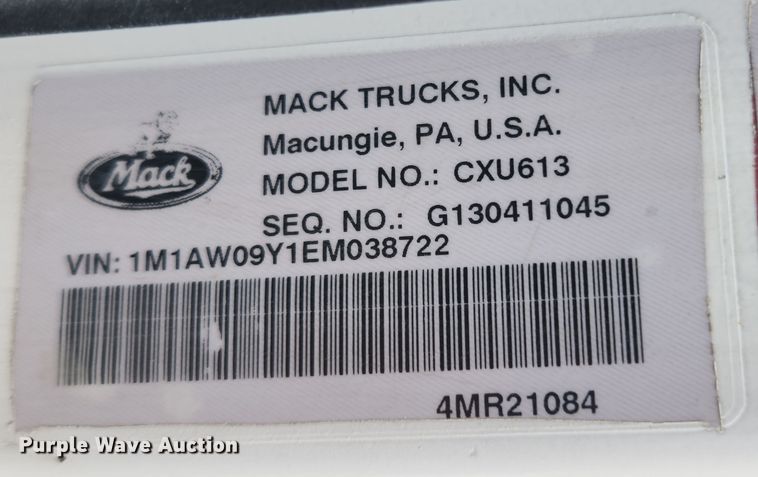 MACK TRUCKS, INC.
Macungie, PA, U.S.A.
Mack
MODEL NO.: CXU613
SEQ. NO.: G130411045
VIN: 1M1AW09Y1EM038722
4MR21084
Purple Wave Auction